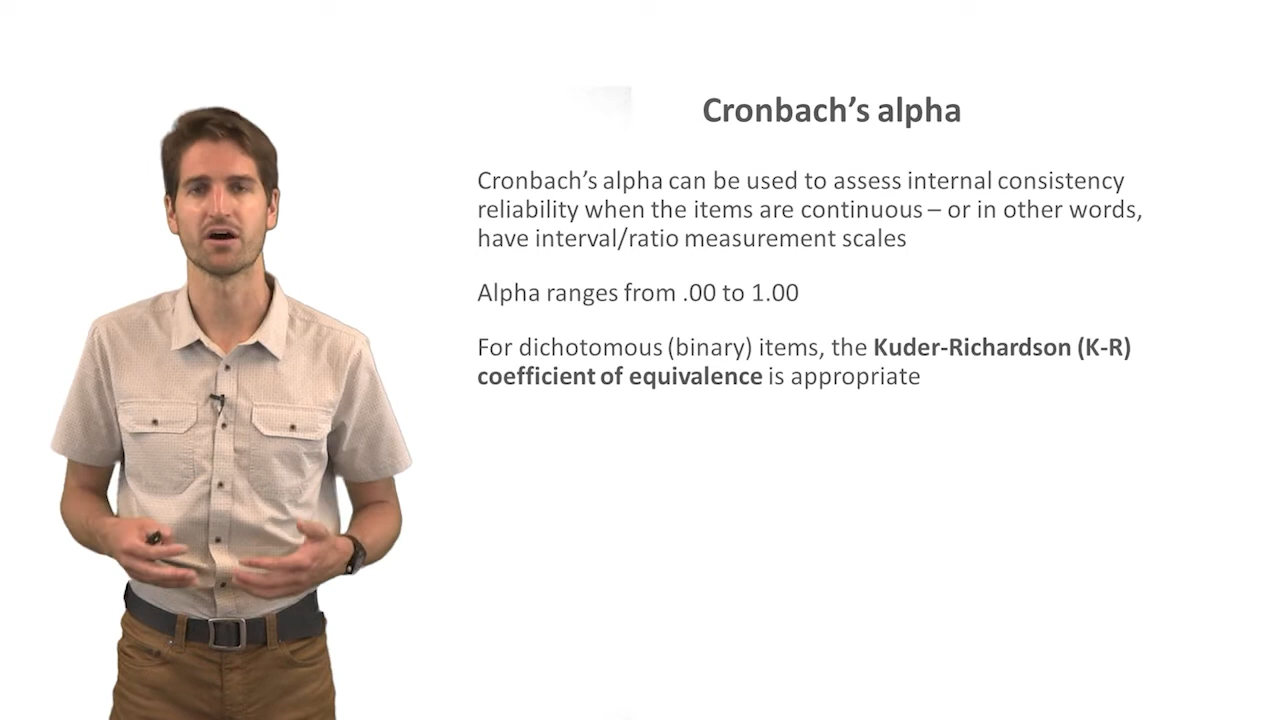 Cronbach’s alpha
Cronbach’s alpha can be used to assess internal consistency
reliability when the items are continuous – or in other words,
have interval/ratio measurement scales
Alpha ranges from .00 to 1.00
For dichotomous (binary) items, the Kuder-Richardson (K-R)
coefficient of equivalence is appropriate